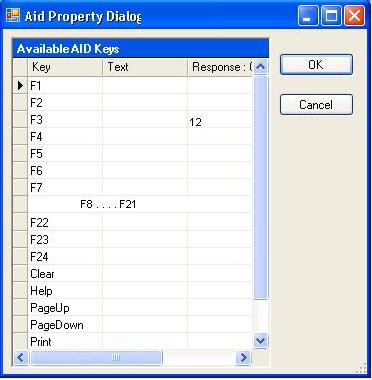 Aid Property Dialog
Available AID Keys
Key Text Response : (
F1
F2
F3 12
F4
F5
F6
F7
F8 . . . . F21
F22
F23
F24
Clear
Help
PageUp
PageDown
Print
OK
Cancel